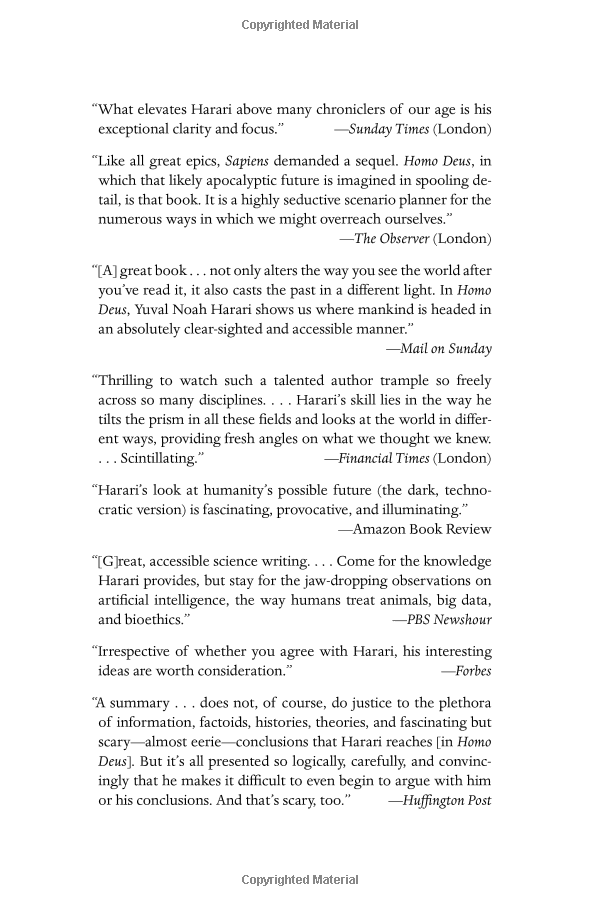 Copyrighted Material
“What elevates Harari above many chroniclers of our age is his
exceptional clarity and focus.” —Sunday Times (London)
“Like all great epics, Sapiens demanded a sequel. Homo Deus, in
which that likely apocalyptic future is imagined in spooling de-
tail, is that book. It is a highly seductive scenario planner for the
numerous ways in which we might overreach ourselves.”
—The Observer (London)
“[A] great book . . . not only alters the way you see the world after
you’ve read it, it also casts the past in a different light. In Homo
Deus, Yuval Noah Harari shows us where mankind is headed in
an absolutely clear-sighted and accessible manner.”
—Mail on Sunday
“Thrilling to watch such a talented author trample so freely
across so many disciplines. . . . Harari’s skill lies in the way he
tilts the prism in all these fields and looks at the world in differ-
ent ways, providing fresh angles on what we thought we knew.
. . . Scintillating.” —Financial Times (London)
“Harari’s look at humanity’s possible future (the dark, techno-
cratic version) is fascinating, provocative, and illuminating.”
—Amazon Book Review
“[G]reat, accessible science writing. . . . Come for the knowledge
Harari provides, but stay for the jaw-dropping observations on
artificial intelligence, the way humans treat animals, big data,
and bioethics.” —PBS Newshour
“Irrespective of whether you agree with Harari, his interesting
ideas are worth consideration.” —Forbes
“A summary . . . does not, of course, do justice to the plethora
of information, factoids, histories, theories, and fascinating but
scary—almost eerie—conclusions that Harari reaches [in Homo
Deus]. But it’s all presented so logically, carefully, and convinc-
ingly that he makes it difficult to even begin to argue with him
or his conclusions. And that’s scary, too.” —Huffington Post
Copyrighted Material